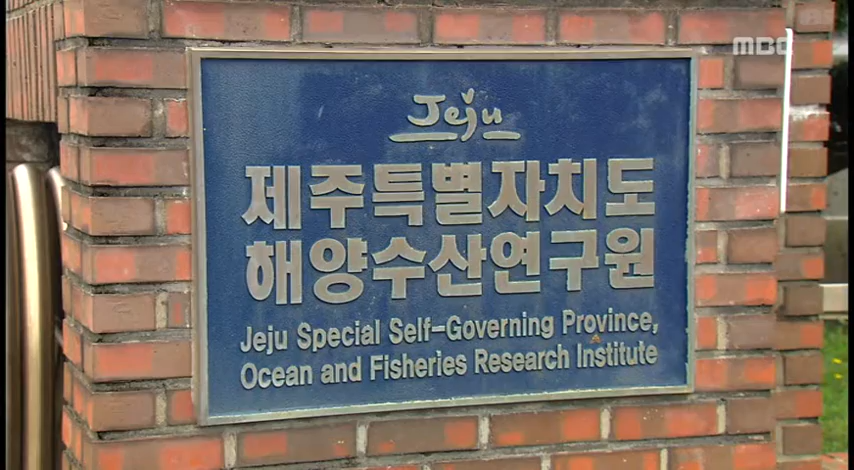 MBC
Jeju
제주특별자치도
해양수산연구원
Jeju Special Self-Governing Province,
Ocean and Fisheries Research Institute